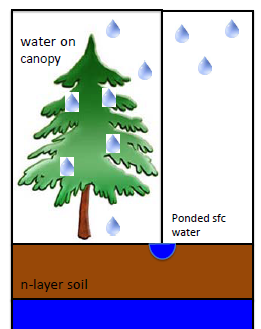 water on
canopy
Ponded sfc
water
n-layer soil